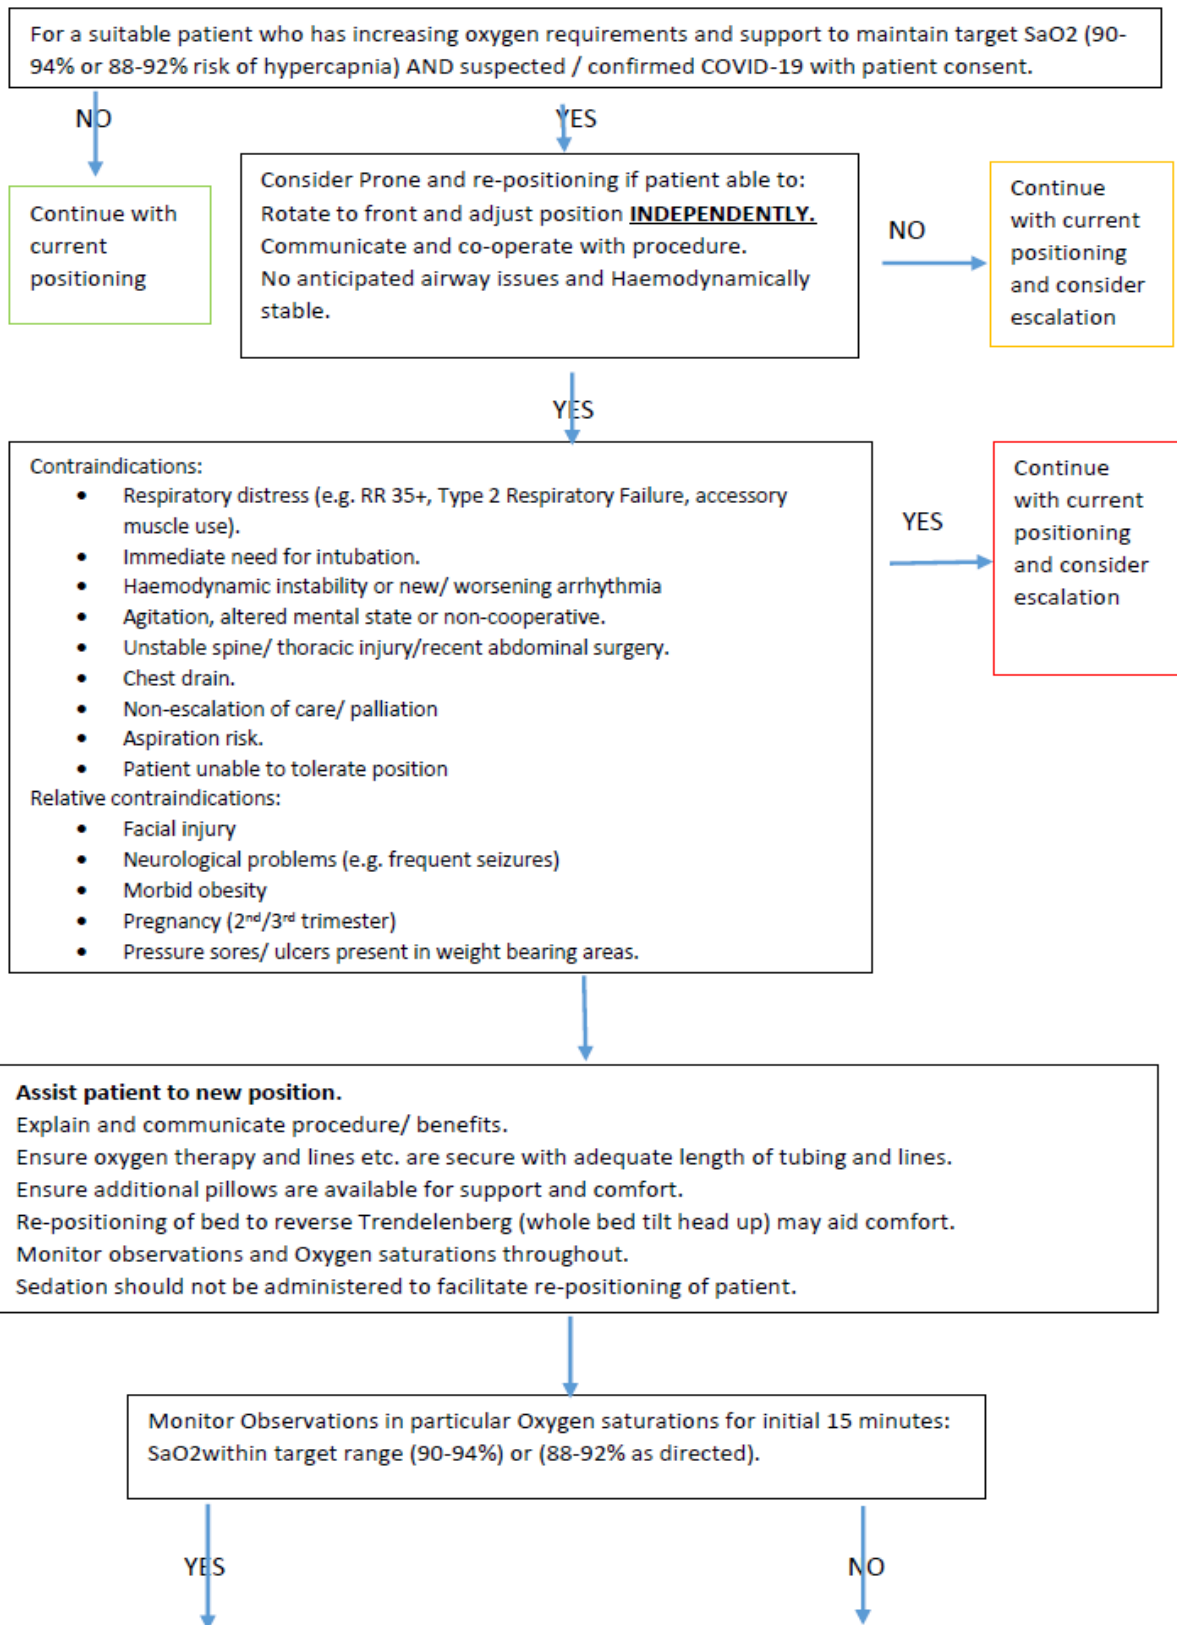 For a suitable patient who has increasing oxygen requirements and support to maintain target SaO2 (90-
94% or 88-92% risk of hypercapnia) AND suspected / confirmed COVID-19 with patient consent.
NO
YES
Continue with
current
positioning
Consider Prone and re-positioning if patient able to:
Rotate to front and adjust position INDEPENDENTLY.
Communicate and co-operate with procedure.
No anticipated airway issues and Haemodynamically
stable.
NO
Continue
with current
positioning
and consider
escalation
YES
Contraindications:
• Respiratory distress (e.g. RR 35+, Type 2 Respiratory Failure, accessory
muscle use).
• Immediate need for intubation.
• Haemodynamic instability or new/ worsening arrhythmia
• Agitation, altered mental state or non-cooperative.
• Unstable spine/ thoracic injury/recent abdominal surgery.
• Chest drain.
• Non-escalation of care/ palliation
• Aspiration risk.
• Patient unable to tolerate position
Relative contraindications:
• Facial injury
• Neurological problems (e.g. frequent seizures)
• Morbid obesity
• Pregnancy (2nd/3rd trimester)
• Pressure sores/ ulcers present in weight bearing areas.
YES
Continue
with current
positioning
and consider
escalation
Assist patient to new position.
Explain and communicate procedure/ benefits.
Ensure oxygen therapy and lines etc. are secure with adequate length of tubing and lines.
Ensure additional pillows are available for support and comfort.
Re-positioning of bed to reverse Trendelenberg (whole bed tilt head up) may aid comfort.
Monitor observations and Oxygen saturations throughout.
Sedation should not be administered to facilitate re-positioning of patient.
Monitor Observations in particular Oxygen saturations for initial 15 minutes:
SaO2within target range (90-94%) or (88-92% as directed).
YES
NO